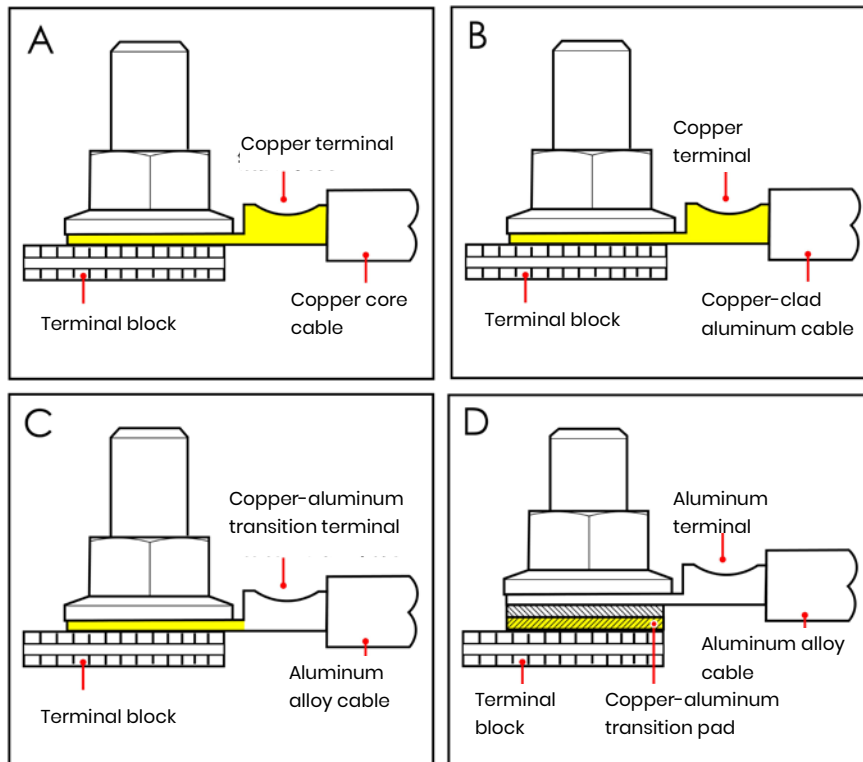 A
Copper terminal
Terminal block
Copper core
cable
B
Copper
terminal
Terminal block
Copper-clad
aluminum cable
C
Copper-aluminum
transition terminal
Terminal block
Aluminum
alloy cable
D
Aluminum
terminal
Terminal
block
Copper-aluminum
transition pad
Aluminum alloy
cable